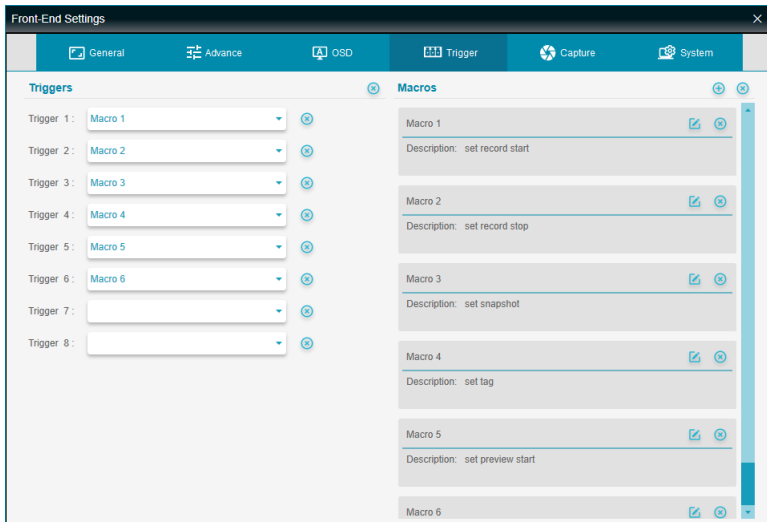 Front-End Settings
General
Advance
OSD
Trigger
Capture
System
Triggers
Trigger 1 : Macro 1
Trigger 2 : Macro 2
Trigger 3 : Macro 3
Trigger 4 : Macro 4
Trigger 5 : Macro 5
Trigger 6 : Macro 6
Trigger 7 :
Trigger 8 :
Macros
Macro 1
Description: set record start
Macro 2
Description: set record stop
Macro 3
Description: set snapshot
Macro 4
Description: set tag
Macro 5
Description: set preview start
Macro 6